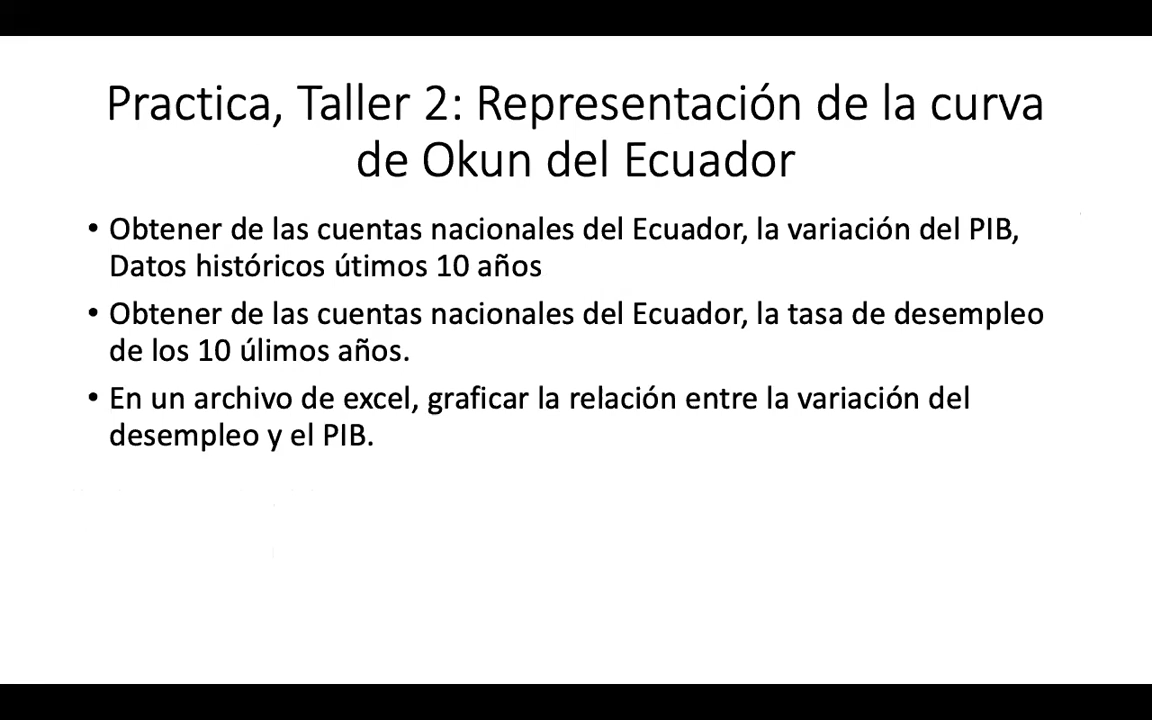 Practica, Taller 2: Representación de la curva
de Okun del Ecuador
• Obtener de las cuentas nacionales del Ecuador, la variación del PIB,
Datos históricos útimos 10 años
• Obtener de las cuentas nacionales del Ecuador, la tasa de desempleo
de los 10 úlimos años.
• En un archivo de excel, graficar la relación entre la variación del
desempleo y el PIB.